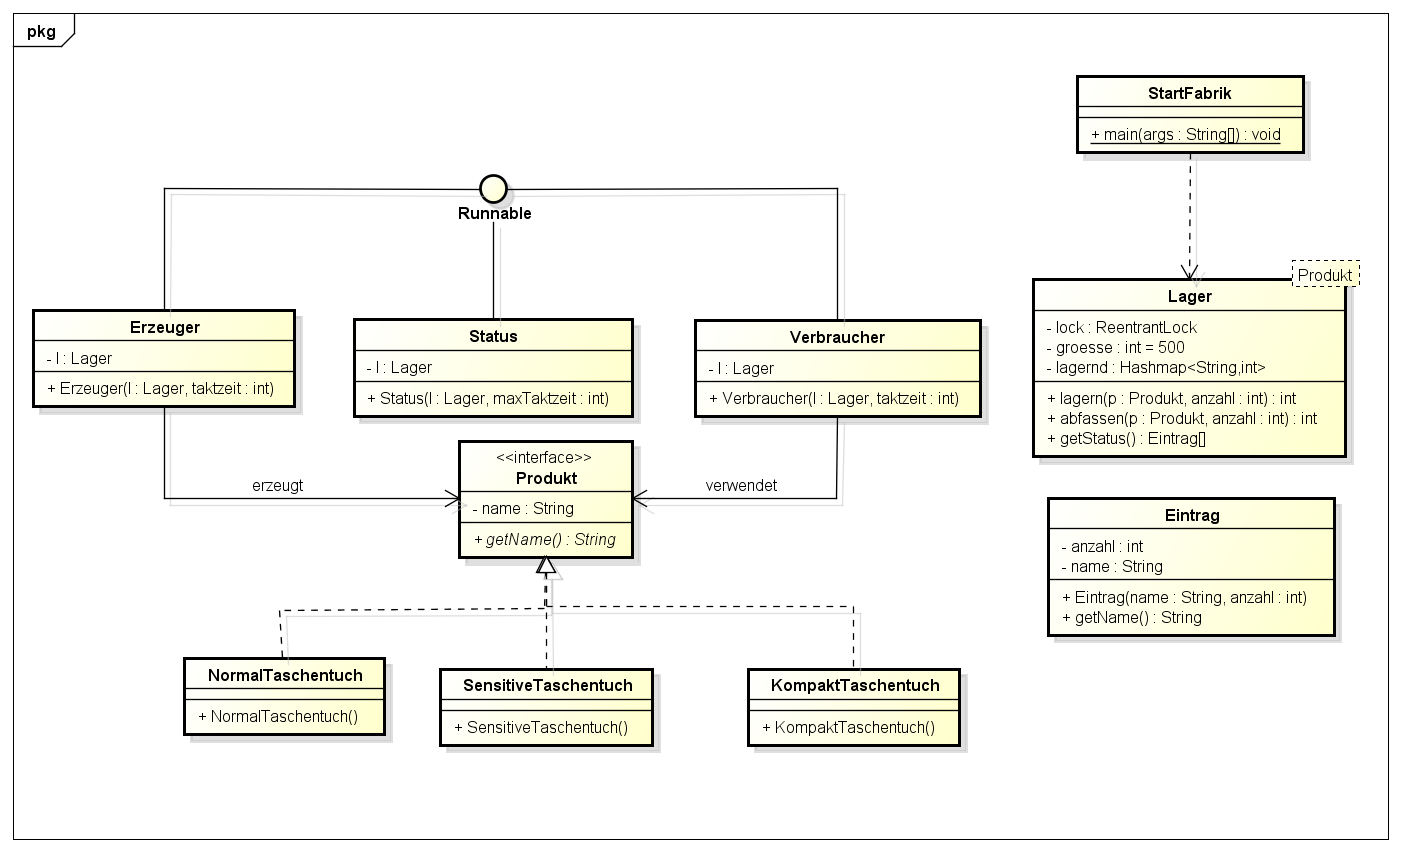 pkg
StartFabrik
+ main(args : String[]) : void
Runnable
Produkt
Lager
- lock : ReentrantLock
- groesse : int = 500
- lagernd : Hashmap<String,int>
+ lagern(p : Produkt, anzahl : int) : int
+ abfassen(p : Produkt, anzahl : int) : int
+ getStatus() : Eintrag[]
Erzeuger
- l : Lager
+ Erzeuger(l : Lager, taktzeit : int)
Status
- l : Lager
+ Status(l : Lager, maxTaktzeit : int)
Verbraucher
- l : Lager
+ Verbraucher(l : Lager, taktzeit : int)
erzeugt
<<interface>>
Produkt
- name : String
+ getName() : String
verwendet
Eintrag
- anzahl : int
- name : String
+ Eintrag(name : String, anzahl : int)
+ getName() : String
NormalTaschentuch
+ NormalTaschentuch()
SensitiveTaschentuch
+ SensitiveTaschentuch()
KompaktTaschentuch
+ KompaktTaschentuch()